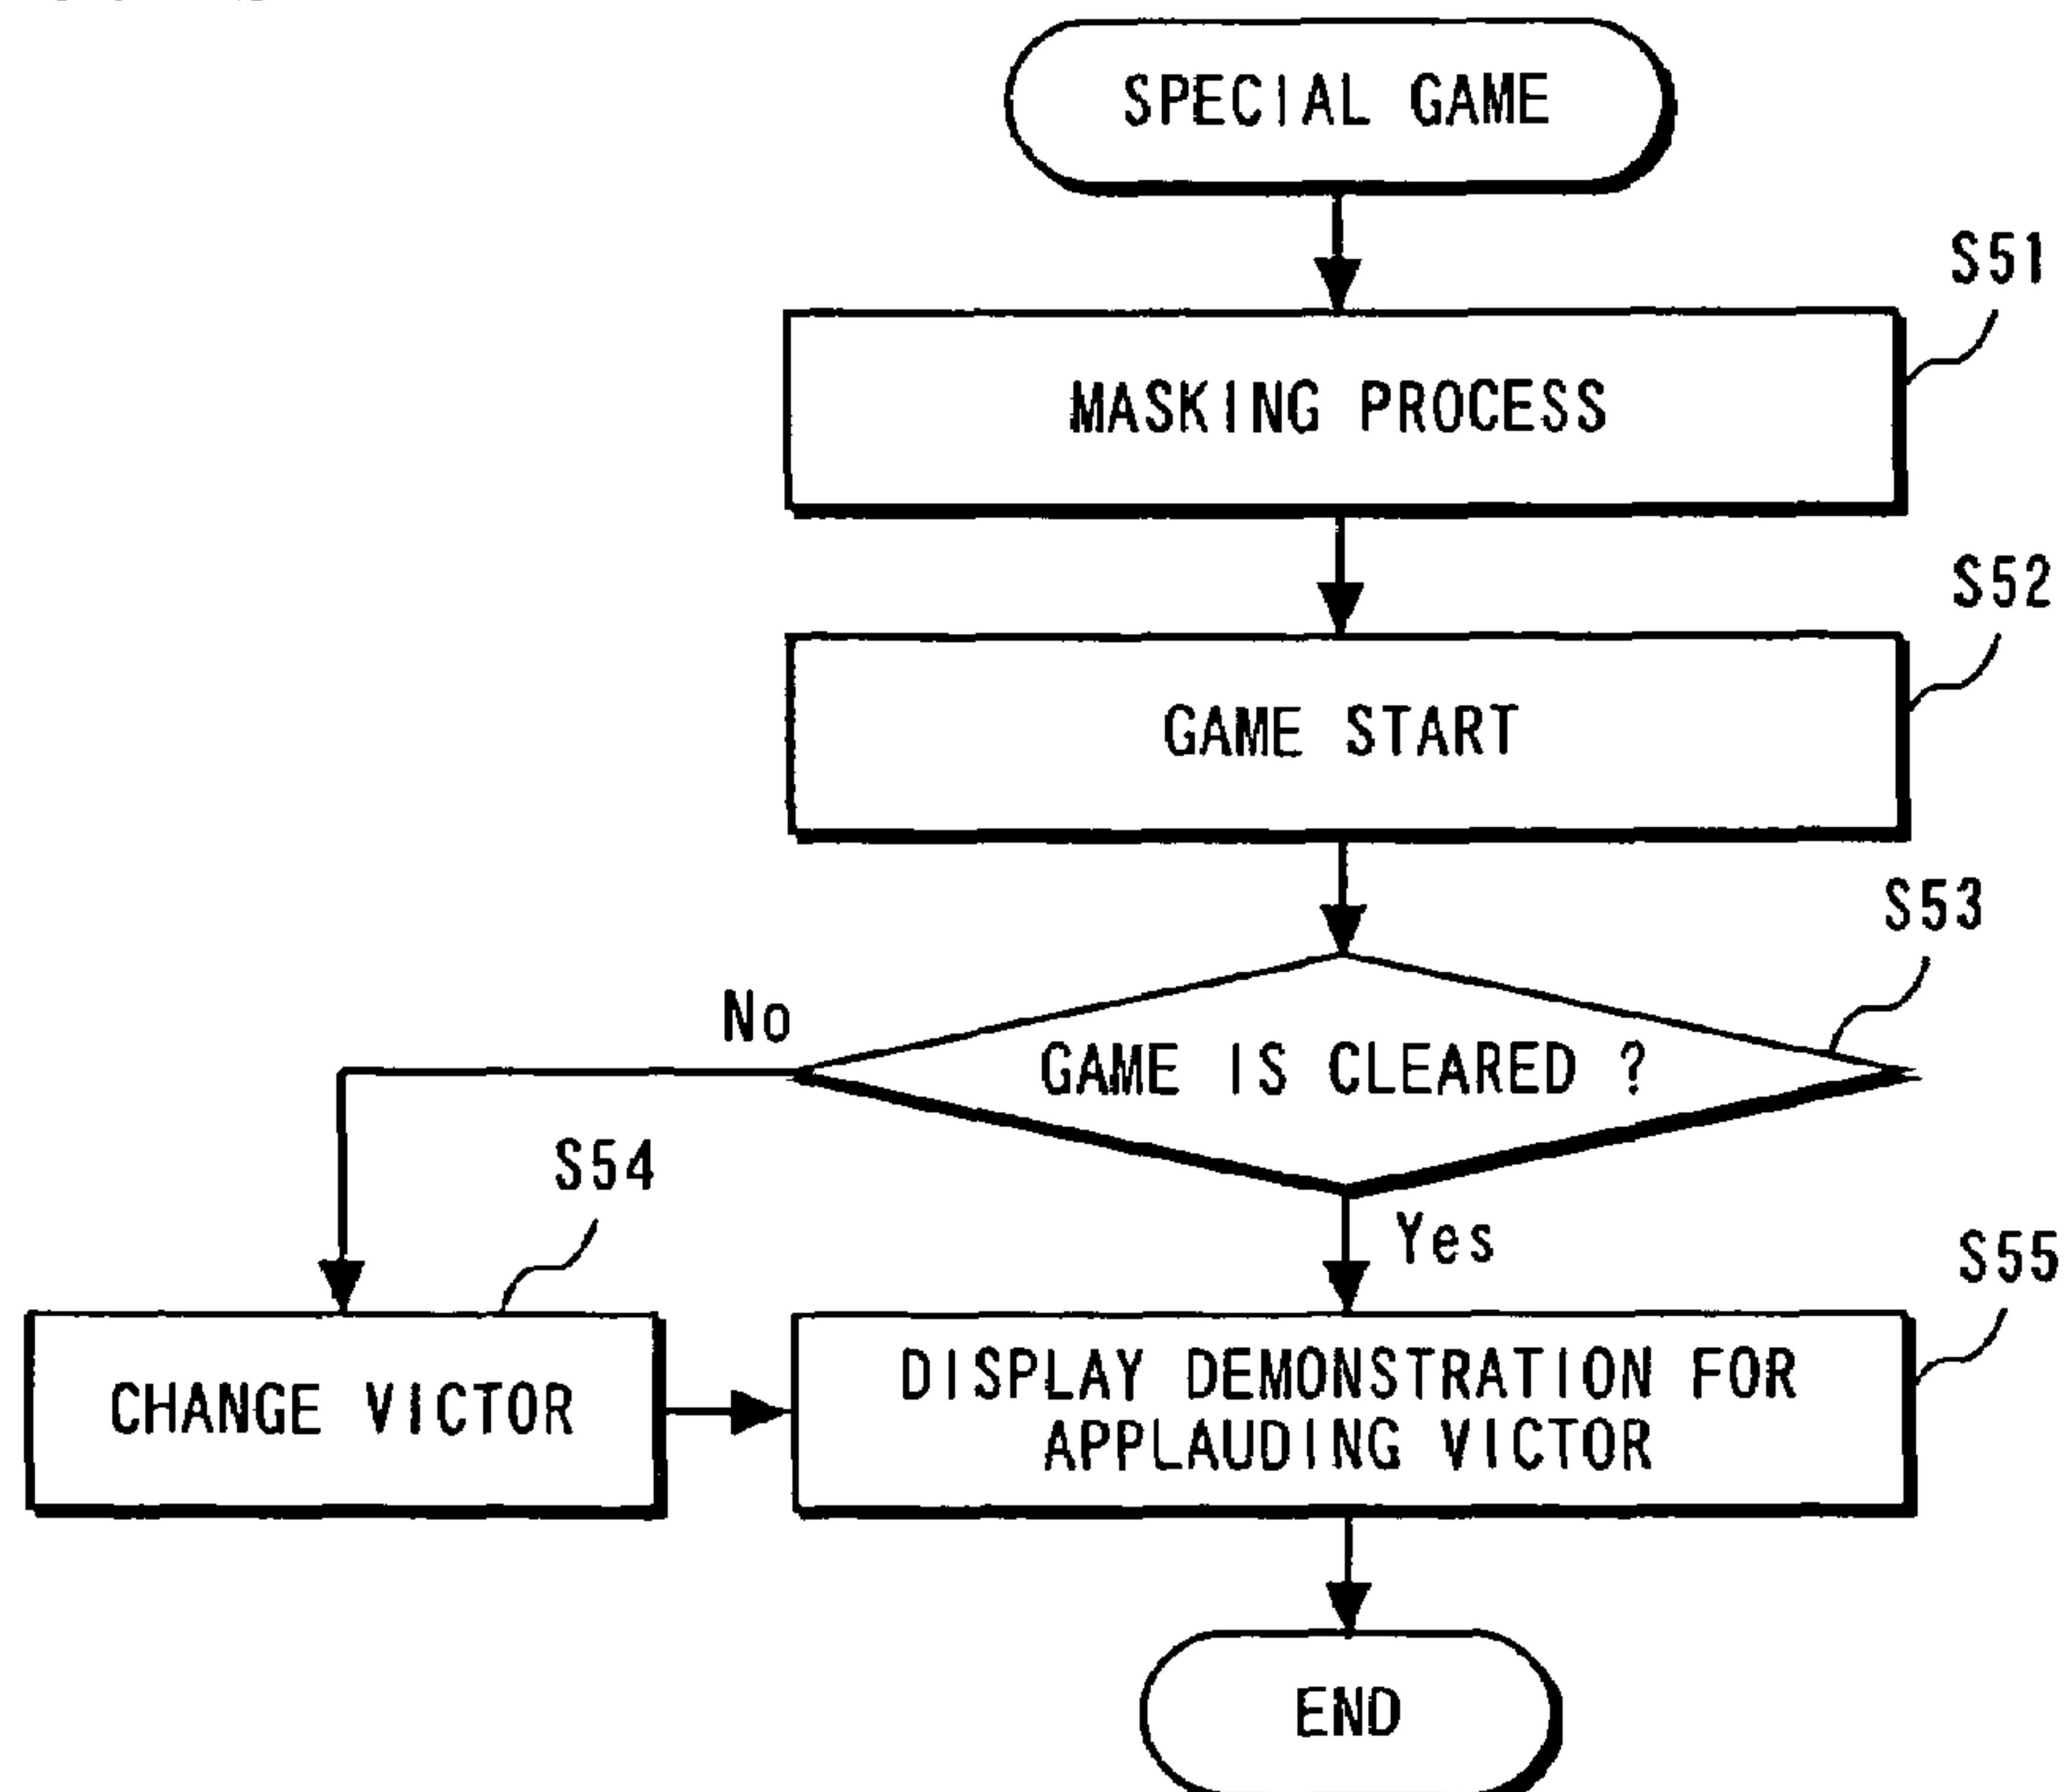 SPECIAL GAME
S51
MASKING PROCESS
S52
GAME START
S53
No
GAME IS CLEARED ?
S54
Yes
S55
CHANGE VICTOR
DISPLAY DEMONSTRATION FOR
APPLAUDING VICTOR
END